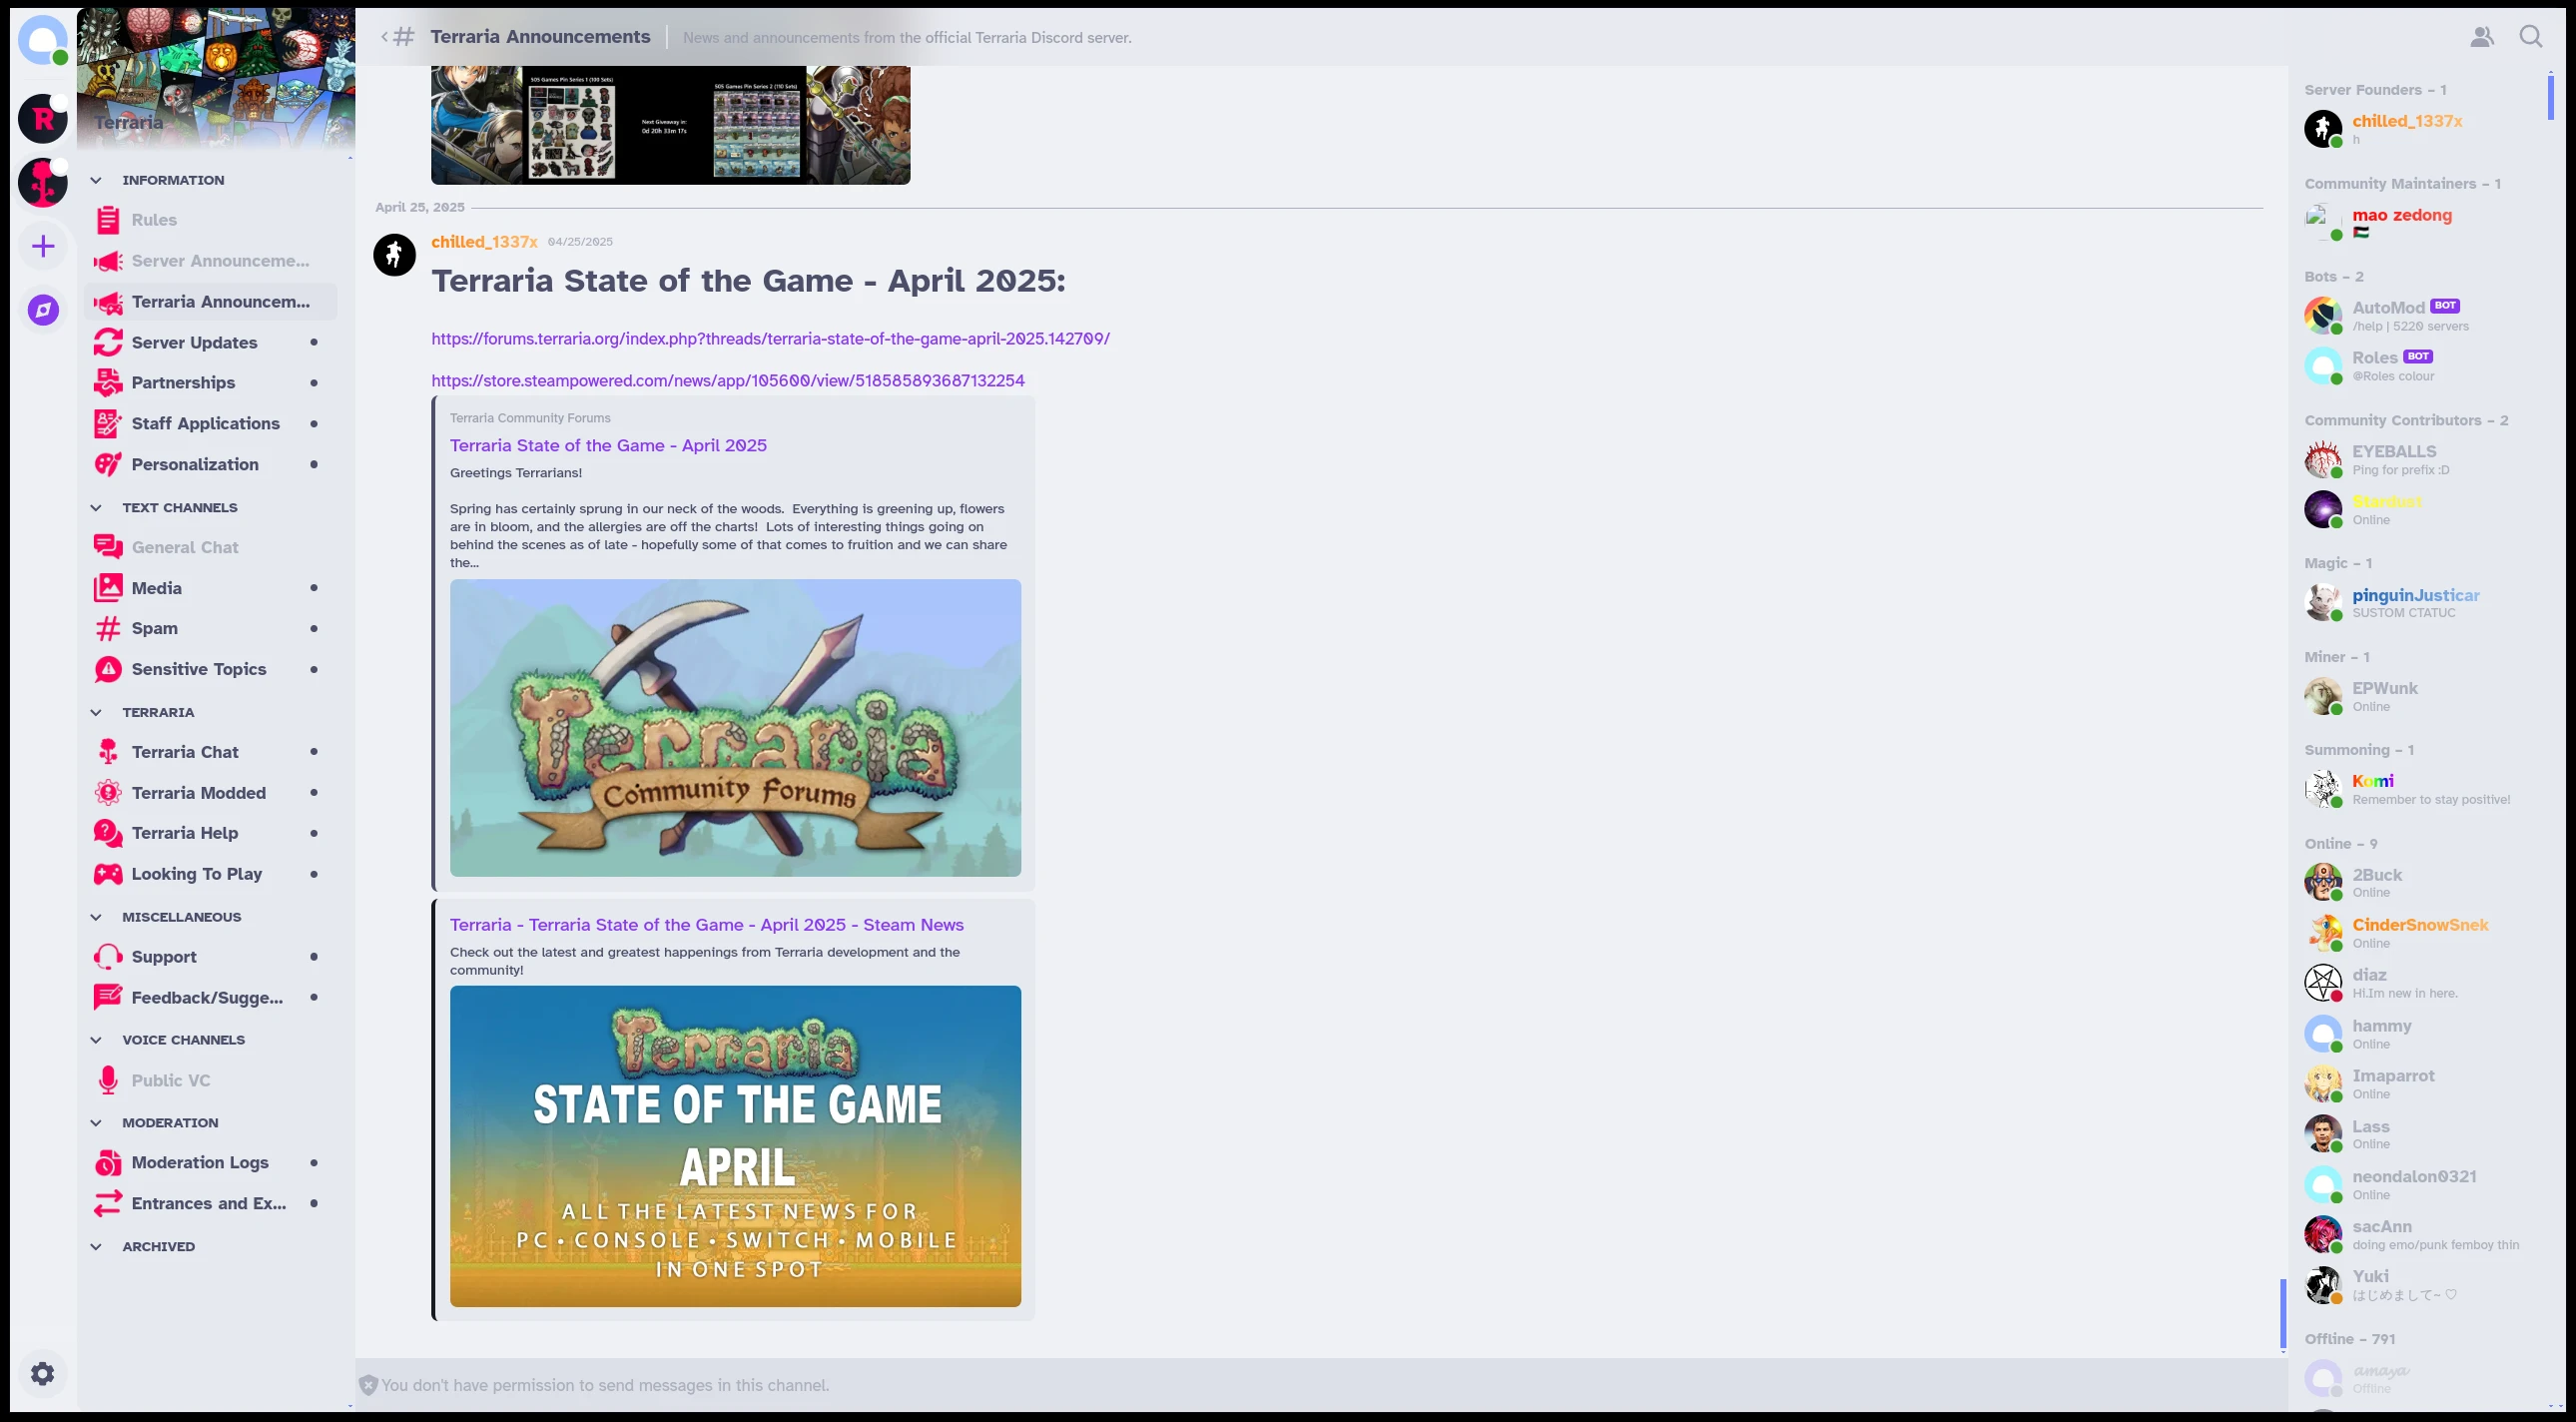 Terraria
INFORMATION
Rules
Server Announceme...
Terraria Announcem...
Server Updates
Partnerships
Staff Applications
Personalization
TEXT CHANNELS
General Chat
Media
Spam
Sensitive Topics
TERRARIA
Terraria Chat
Terraria Modded
Terraria Help
Looking To Play
MISCELLANEOUS
Support
Feedback/Sugge...
VOICE CHANNELS
Public VC
MODERATION
Moderation Logs
Entrances and Ex...
ARCHIVED
Terraria Announcements
News and announcements from the official Terraria Discord server.
SOS Games Pin Series 1 (100 Sets)
SOS Games Pin Series 2 (110 Sets)
Next Giveaway in:
0d 20h 33m 17s
April 25, 2025
chilled_1337x 04/25/2025
Terraria State of the Game - April 2025:
https://forums.terraria.org/index.php?threads/terraria-state-of-the-game-april-2025.142709/
https://store.steampowered.com/news/app/105600/view/518585893687132254
Terraria Community Forums
Terraria State of the Game - April 2025
Greetings Terrarians!
Spring has certainly sprung in our neck of the woods. Everything is greening up, flowers
are in bloom, and the allergies are off the charts! Lots of interesting things going on
behind the scenes as of late - hopefully some of that comes to fruition and we can share
the...
Terraria
Community Forums
Terraria - Terraria State of the Game - April 2025 - Steam News
Check out the latest and greatest happenings from Terraria development and the
community!
Terraria
STATE OF THE GAME
APRIL
ALL THE LATEST NEWS FOR
PC • CONSOLE • SWITCH • MOBILE
IN ONE SPOT
You don't have permission to send messages in this channel.
Server Founders – 1
chilled_1337x
h
Community Maintainers – 1
mao zedong
🇵🇸
Bots – 2
AutoMod BOT
/help | 5220 servers
Roles BOT
@Roles colour
Community Contributors – 2
EYEBALLS
Ping for prefix :D
Stardust
Online
Magic – 1
pinguinJusticar
SUSTOM CTATUC
Miner – 1
EPWunk
Online
Summoning – 1
Komi
Remember to stay positive!
Online – 9
2Buck
Online
CinderSnowSnek
Online
diaz
Hi.Im new in here.
hammy
Online
Imaparrot
Online
Lass
Online
neondalon0321
Online
sacAnn
doing emo/punk femboy thin
Yuki
はじめまして~ ♡
Offline – 791
amaya
Offline